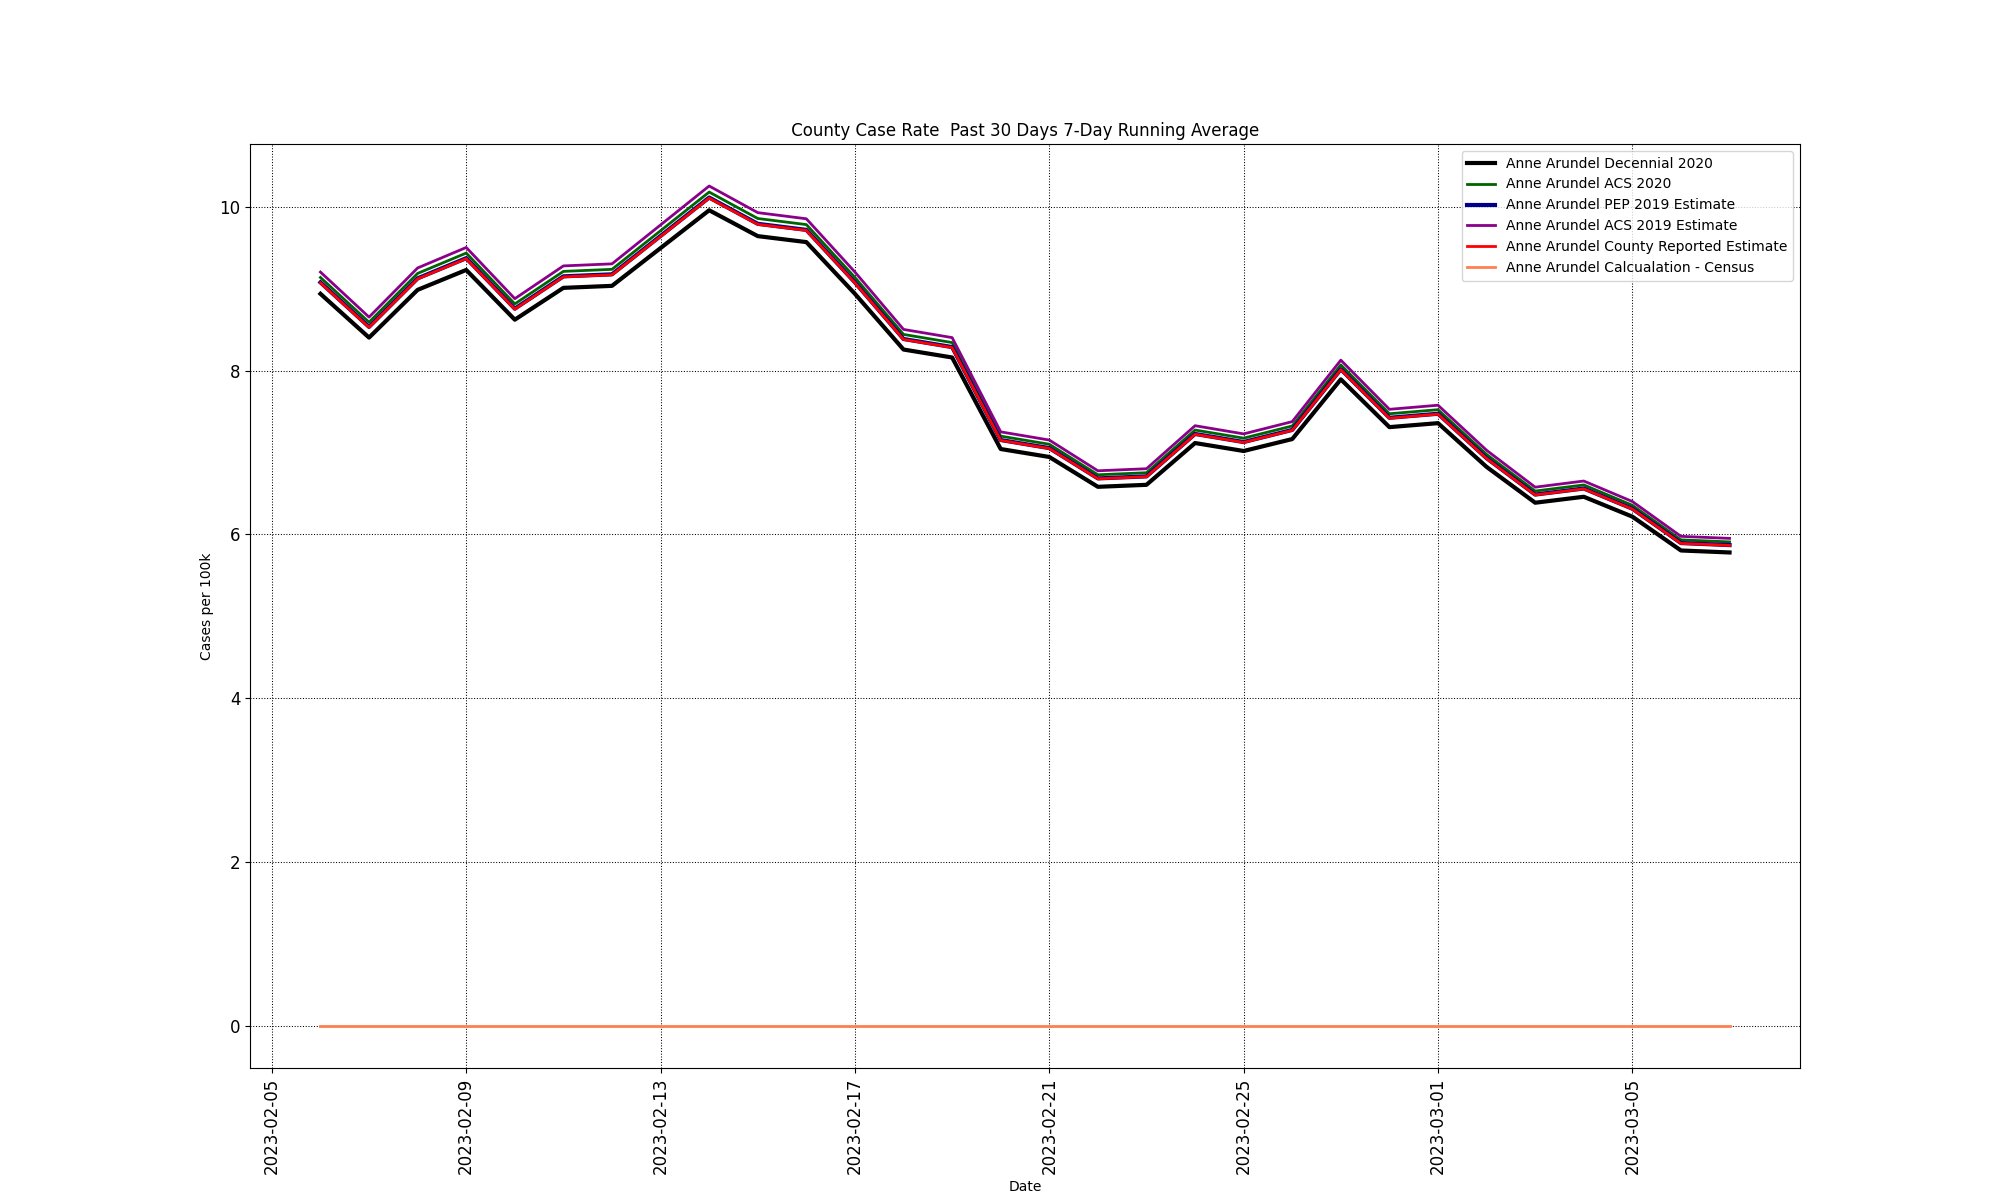 County Case Rate  Past 30 Days 7-Day Running Average
Anne Arundel Decennial 2020
Anne Arundel ACS 2020
Anne Arundel PEP 2019 Estimate
Anne Arundel ACS 2019 Estimate
Anne Arundel County Reported Estimate
Anne Arundel Calcualation - Census
Cases per 100k
10
8
6
4
2
0
2023-02-05
2023-02-09
2023-02-13
2023-02-17
2023-02-21
2023-02-25
2023-03-01
2023-03-05
Date